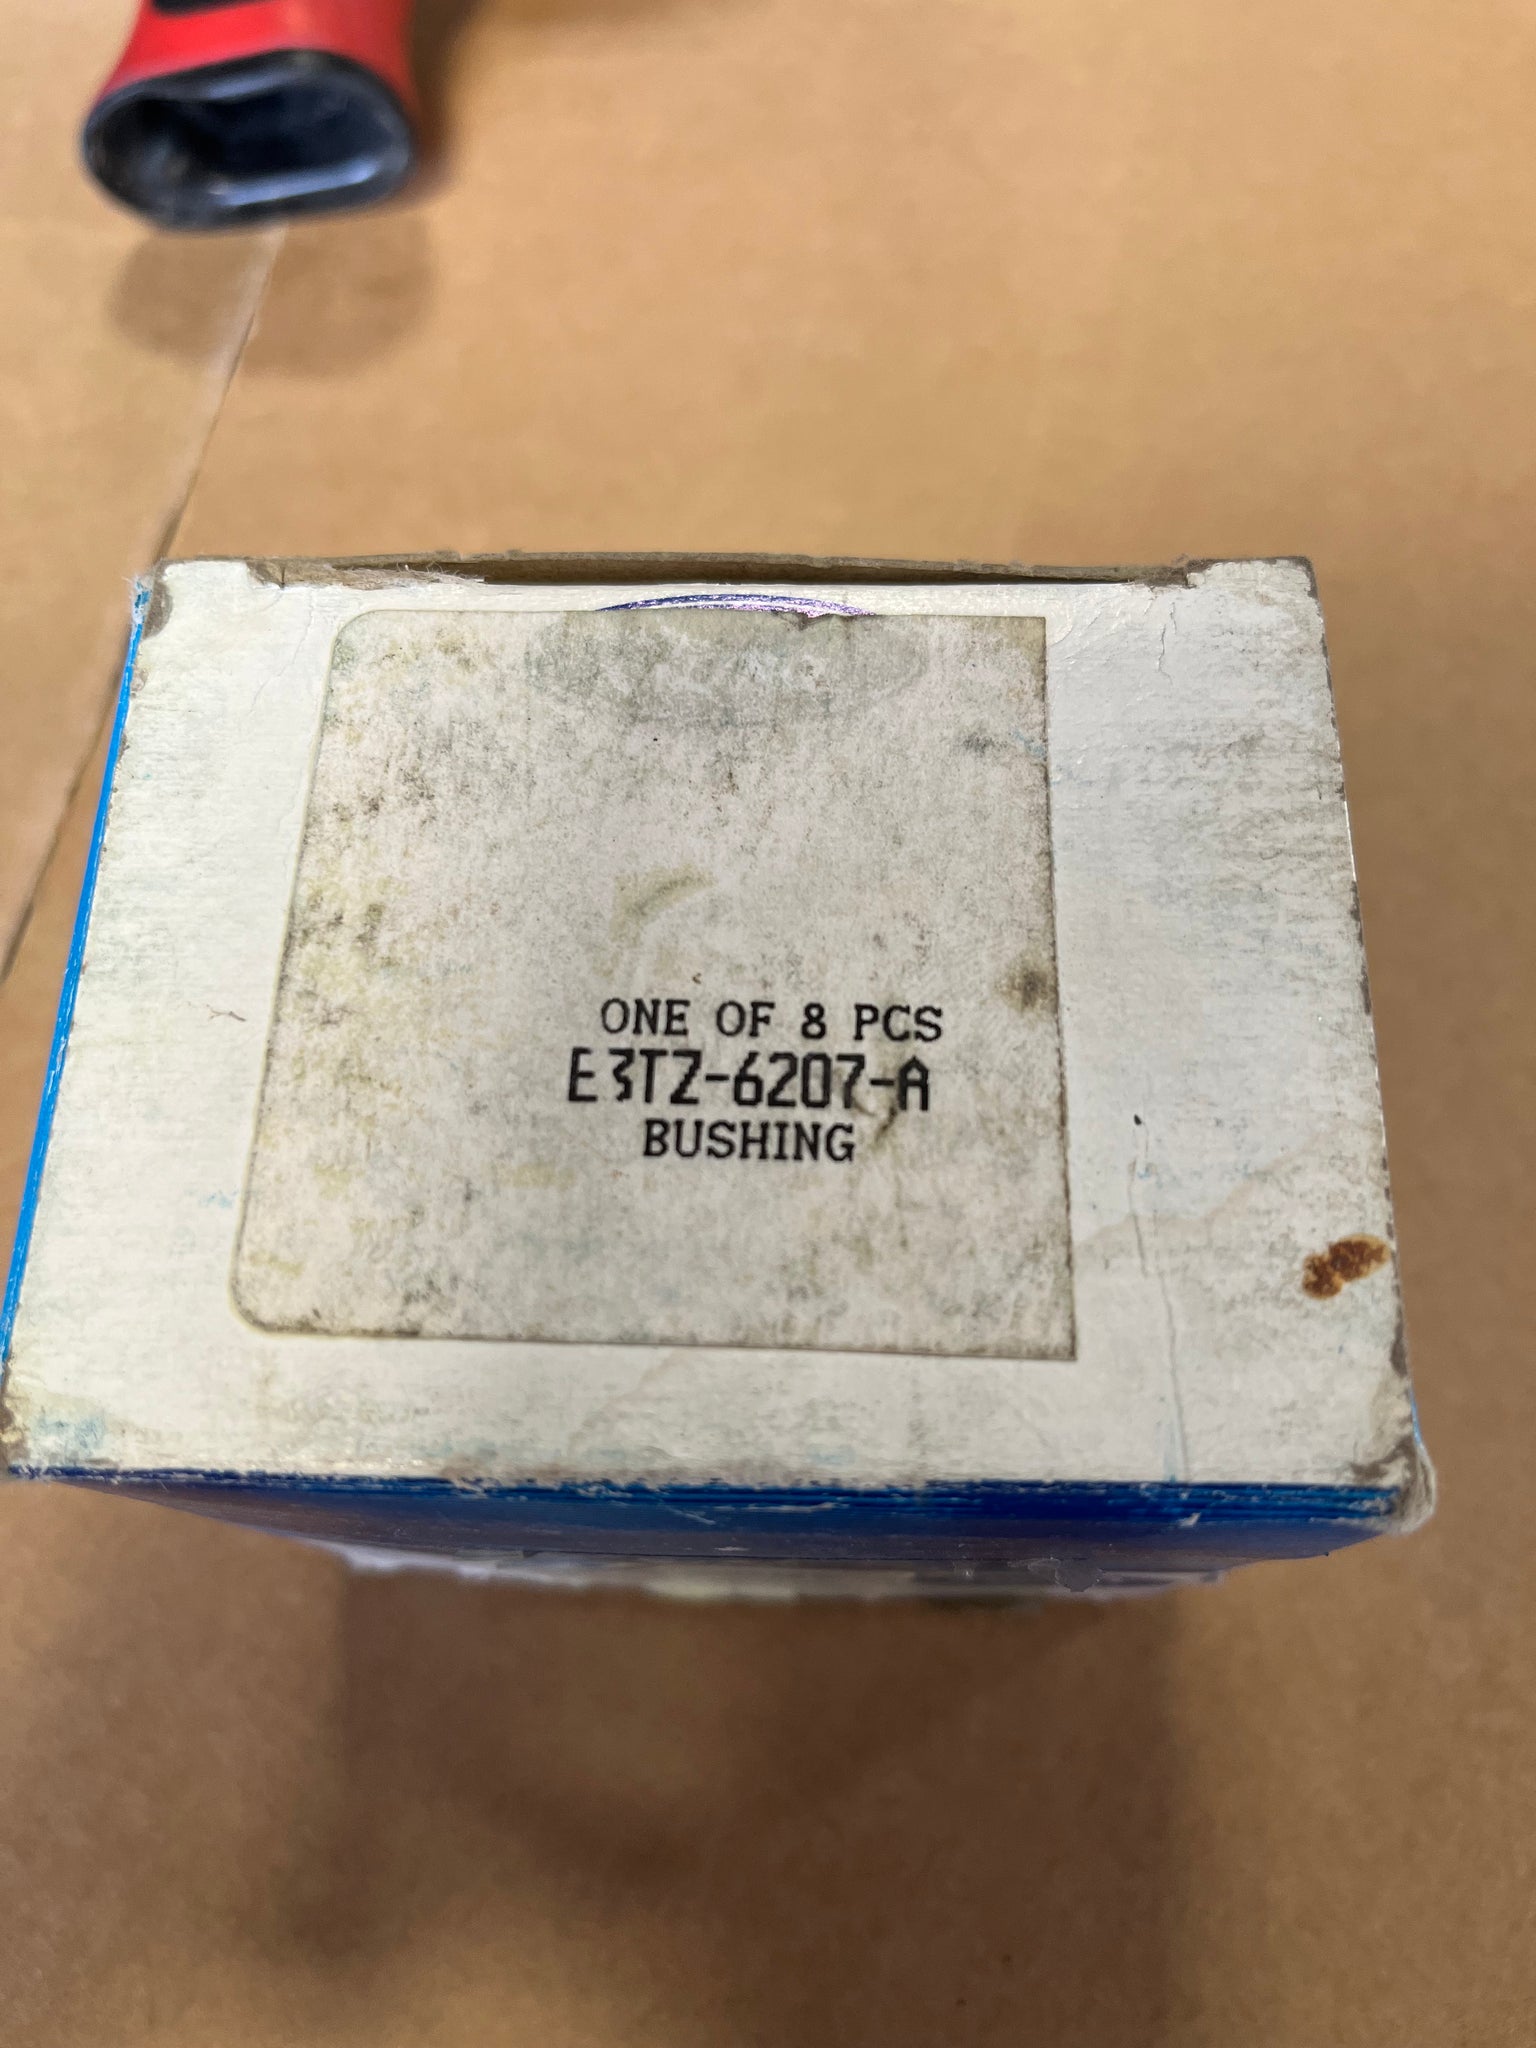 ONE OF 8 PCS
E3TZ-6207-A
BUSHING